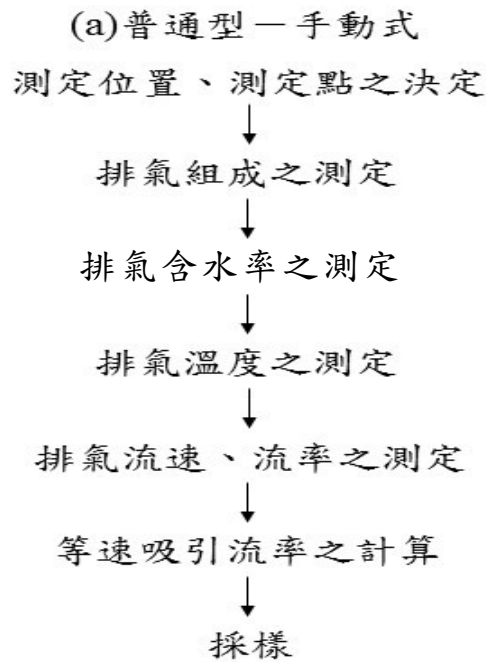 (a)普通型－手動式
測定位置、測定點之決定
排氣組成之測定
排氣含水率之測定
排氣溫度之測定
排氣流速、流率之測定
等速吸引流率之計算
採樣